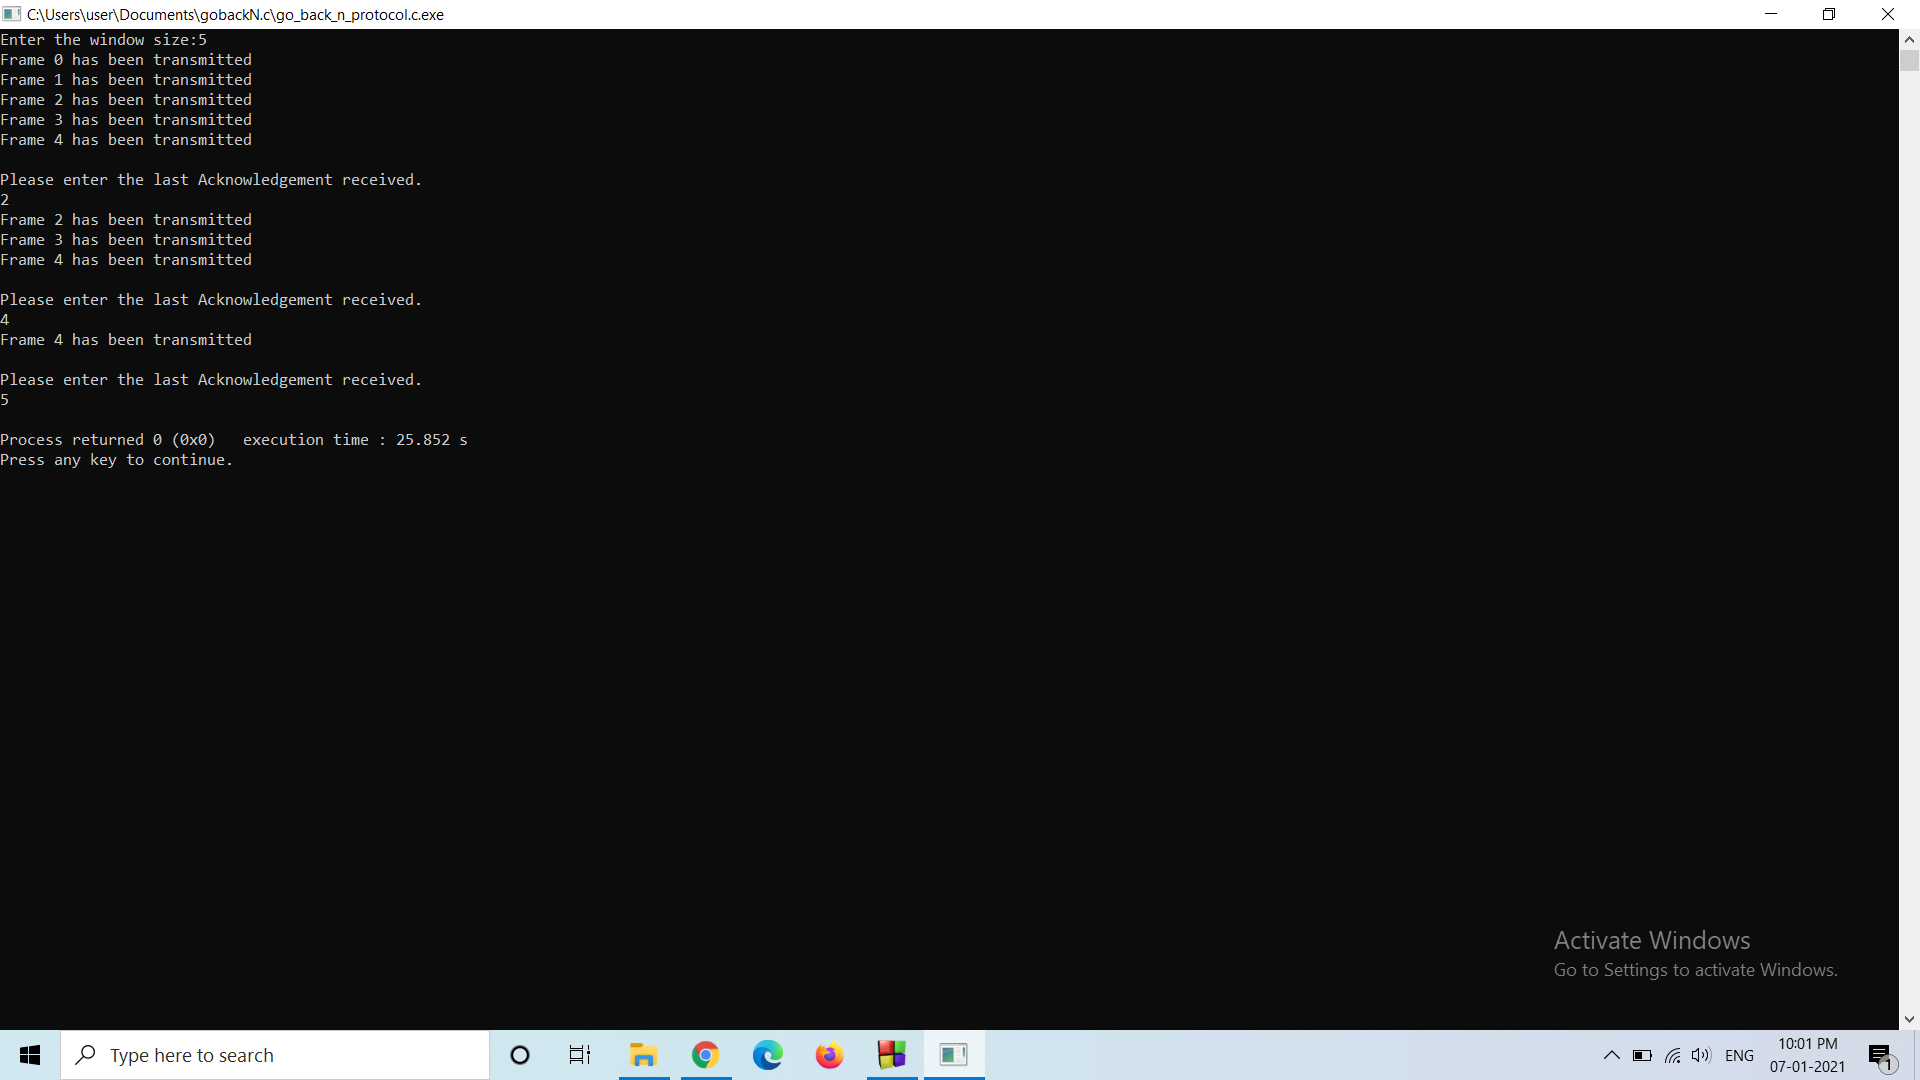 C:\Users\user\Documents\gobackN.c\go_back_n_protocol.c.exe
Enter the window size:5
Frame 0 has been transmitted
Frame 1 has been transmitted
Frame 2 has been transmitted
Frame 3 has been transmitted
Frame 4 has been transmitted
Please enter the last Acknowledgement received.
2
Frame 2 has been transmitted
Frame 3 has been transmitted
Frame 4 has been transmitted
Please enter the last Acknowledgement received.
4
Frame 4 has been transmitted
Please enter the last Acknowledgement received.
5
Process returned 0 (0x0)   execution time : 25.852 s
Press any key to continue.
Activate Windows
Go to Settings to activate Windows.
Type here to search
ENG
10:01 PM
07-01-2021
1